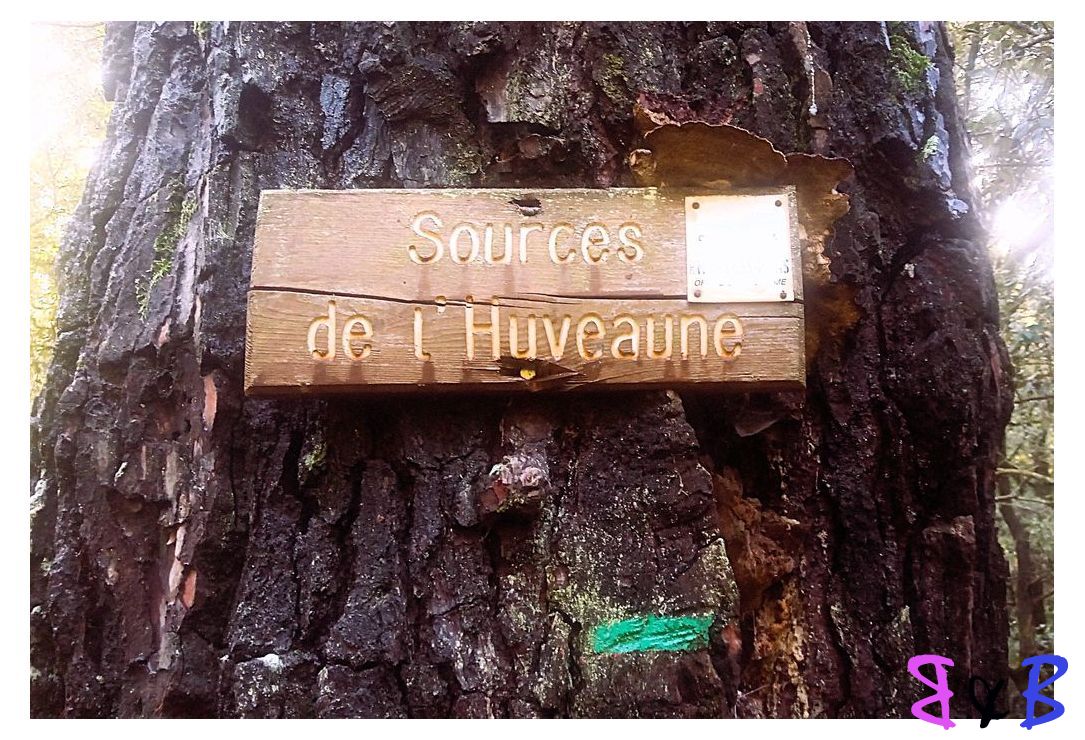 Sources
de l'Huveaune
B & B